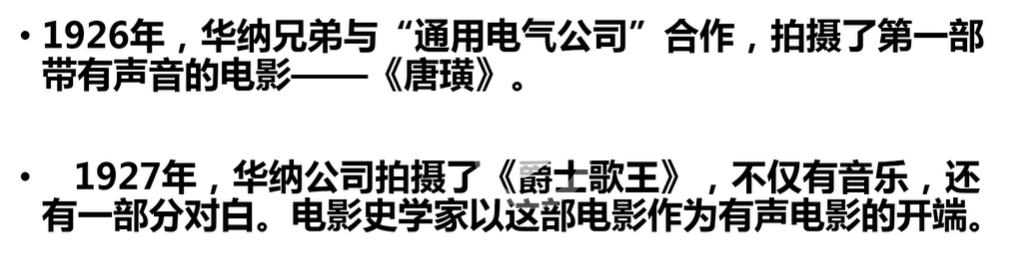 • 1926年，华纳兄弟与“通用电气公司”合作，拍摄了第一部
带有声音的电影——《唐璜》。
• 1927年，华纳公司拍摄了《爵士歌王》，不仅有音乐，还
有一部分对白。电影史学家以这部电影作为有声电影的开端。